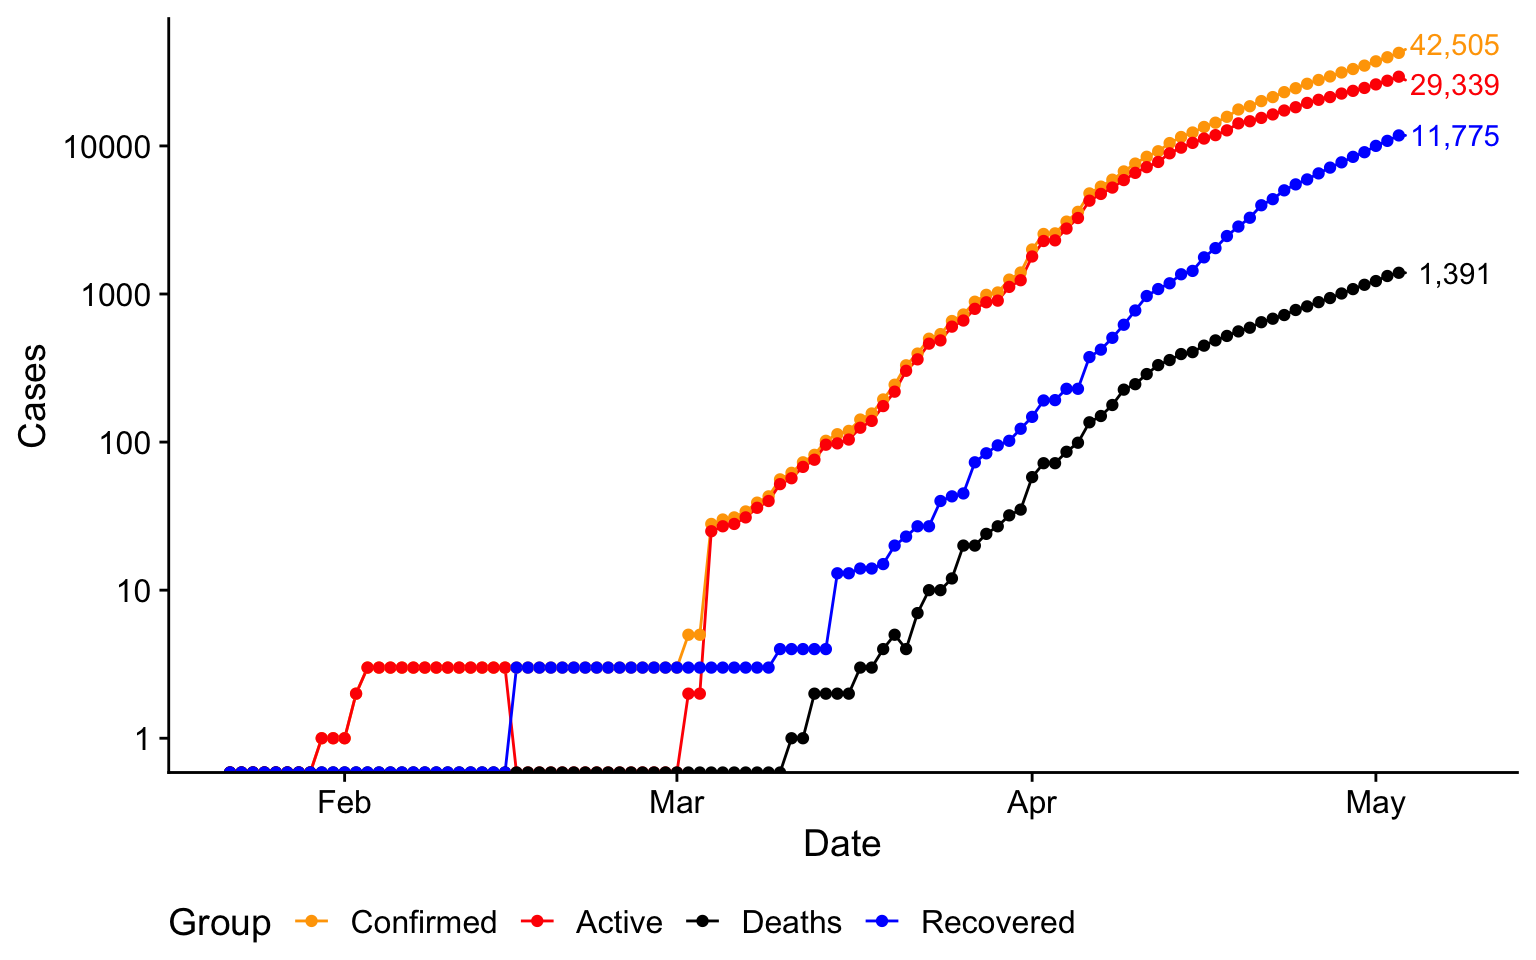 42,505
29,339
11,775
1,391
10000
1000
100
10
1
Cases
Feb Mar Apr May
Date
Group Confirmed Active Deaths Recovered